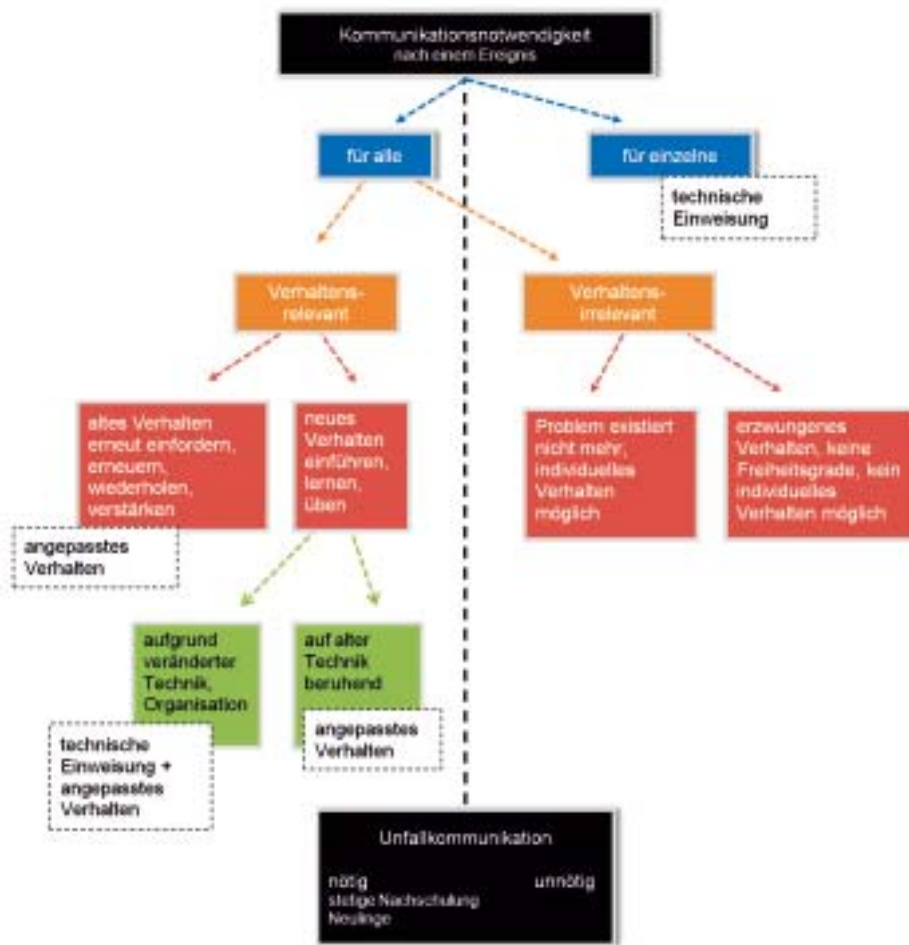 Kommunikationsnotwendigkeit
nach einem Ereignis
für alle
für einzelne
technische
Einweisung
Verhaltens-
relevant
Verhaltens-
irrelevant
altes Verhalten
erneut einfordern,
erneuern,
wiederholen,
verstärken
angepasstes
Verhalten
neues
Verhalten
einführen,
lernen,
üben
Problem existiert
nicht mehr,
individuelles
Verhalten
möglich
erzwungenes
Verhalten, keine
Freiheitsgrade, kein
individuelles
Verhalten möglich
aufgrund
veränderter
Technik,
Organisation
technische
Einweisung +
angepasstes
Verhalten
auf alter
Technik
beruhend
angepasstes
Verhalten
Unfallkommunikation
nötig unnötig
stetige Nachschulung
Neulinge